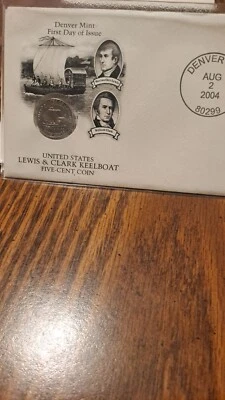 Denver Mint
First Day of Issue
DENVER
AUG
2
2004
80299
UNITED STATES
LEWIS & CLARK KEELBOAT
FIVE-CENT COIN